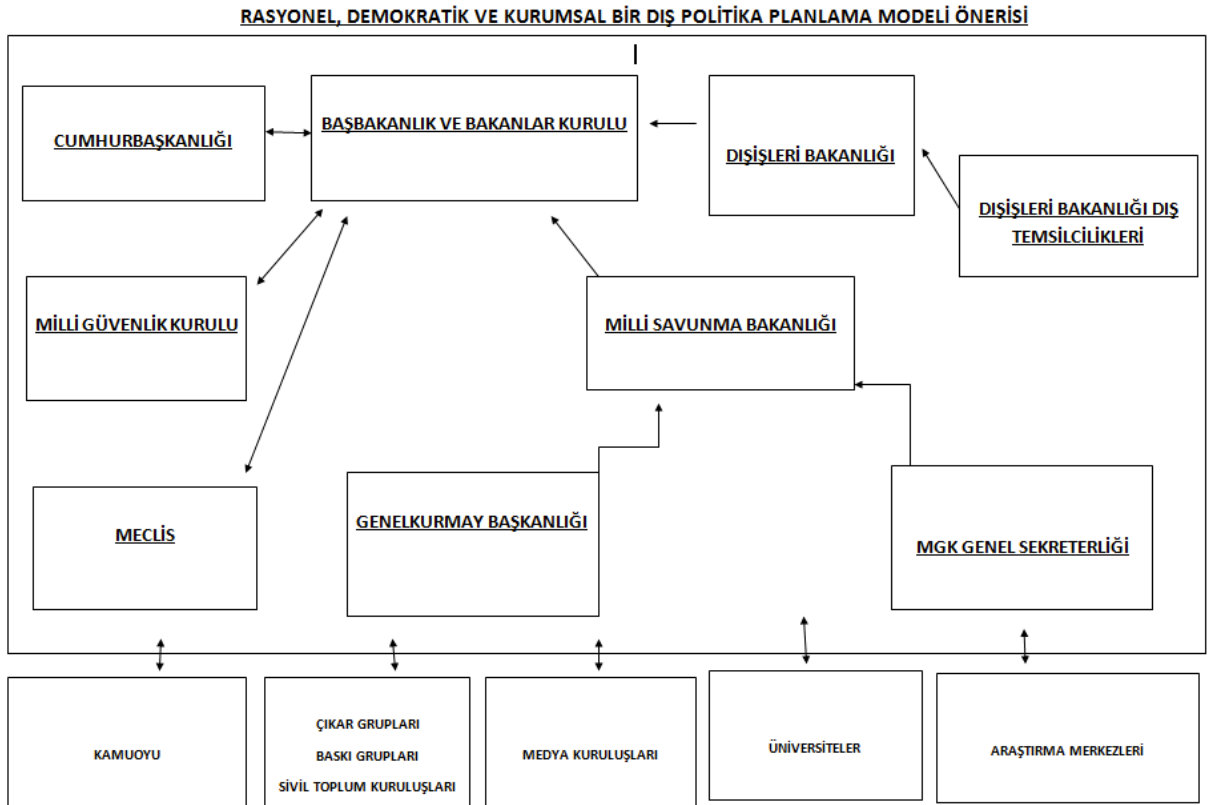 RASYONEL, DEMOKRATİK VE KURUMSAL BİR DIŞ POLİTİKA PLANLAMA MODELİ ÖNERİSİ
CUMHURBAŞKANLIĞI
BAŞBAKANLIK VE BAKANLAR KURULU
DIŞİŞLERİ BAKANLIĞI
DIŞİŞLERİ BAKANLIĞI DIŞ
TEMSİLCİLİKLERİ
MİLLİ GÜVENLİK KURULU
MİLLİ SAVUNMA BAKANLIĞI
MECLİS
GENELKURMAY BAŞKANLIĞI
MGK GENEL SEKRETERLİĞİ
KAMUOYU
ÇIKAR GRUPLARI
BASKI GRUPLARI
SİVİL TOPLUM KURULUŞLARI
MEDYA KURULUŞLARI
ÜNİVERSİTELER
ARAŞTIRMA MERKEZLERİ